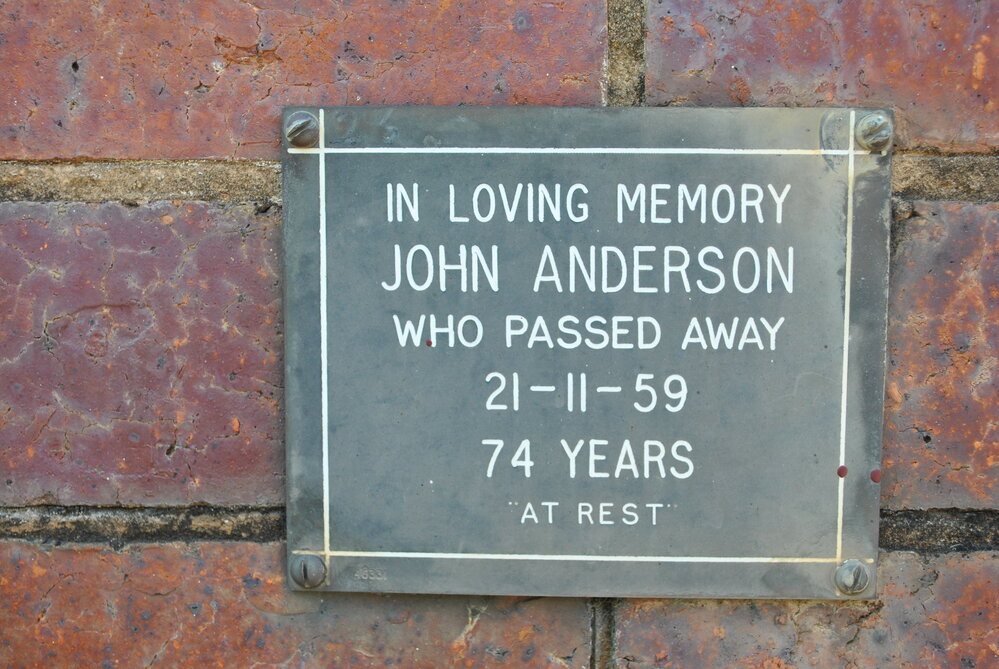 IN LOVING MEMORY
JOHN ANDERSON
WHO PASSED AWAY
21-11-59
74 YEARS
"AT REST"